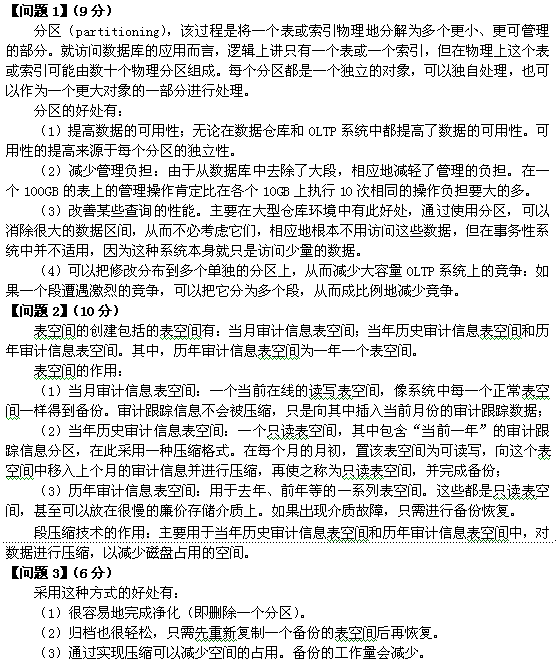 【问题1】(9分)
分区（partitioning），该过程是将一个表或索引物理地分解为多个更小、更可管理
的部分。就访问数据库的应用而言，逻辑上讲只有一个表或一个索引，但在物理上这个表
或索引可能由数十个物理分区组成。每个分区都是一个独立的对象，可以独自处理，也可
以作为一个更大对象的一部分进行处理。
分区的好处有：
（1）提高数据的可用性；无论在数据仓库和OLTP系统中都提高了数据的可用性。可
用性的提高来源于每个分区的独立性。
（2）减少管理负担：由于从数据库中去除了大段，相应地减轻了管理的负担。在一
个100GB的表上的管理操作肯定比在各个10GB上执行10次相同的操作负担要大的多。
（3）改善某些查询的性能。主要在大型仓库环境中有此好处，通过使用分区，可以
消除很大的数据区间，从而不必考虑它们，相应地根本不用访问这些数据，但在事务性系
统中并不适用，因为这种系统本身就只是访问少量的数据。
（4）可以把修改分布到多个单独的分区上，从而减少大容量OLTP系统上的竞争：如
果一个段遭遇激烈的竞争，可以把它分为多个段，从而成比例地减少竞争。
【问题2】(10分)
表空间的创建包括的表空间有：当月审计信息表空间；当年历史审计信息表空间和历
年审计信息表空间。其中，历年审计信息表空间为一年一个表空间。
表空间的作用：
（1）当月审计信息表空间：一个当前在线的读写表空间，像系统中每一个正常表空
间一样得到备份。审计跟踪信息不会被压缩，只是向其中插入当前月份的审计跟踪数据；
（2）当年历史审计信息表空间：一个只读表空间，其中包含“当前一年”的审计跟
踪信息分区，在此采用一种压缩格式。在每个月的月初，置该表空间为可读写，向这个表
空间中移入上个月的审计信息并进行压缩，再使之称为只读表空间，并完成备份；
（3）历年审计信息表空间：用于去年、前年等的一系列表空间。这些都是只读表空
间，甚至可以放在很慢的廉价存储介质上。如果出现介质故障，只需进行备份恢复。
段压缩技术的作用：主要用于当年历史审计信息表空间和历年审计信息表空间中，对
数据进行压缩，以减少磁盘占用的空间。
【问题3】(6分)
采用这种方式的好处有：
（1）很容易地完成净化（即删除一个分区）。
（2）归档也很轻松，只需先重新复制一个备份的表空间后再恢复。
（3）通过实现压缩可以减少空间的占用。备份的工作量会减少。